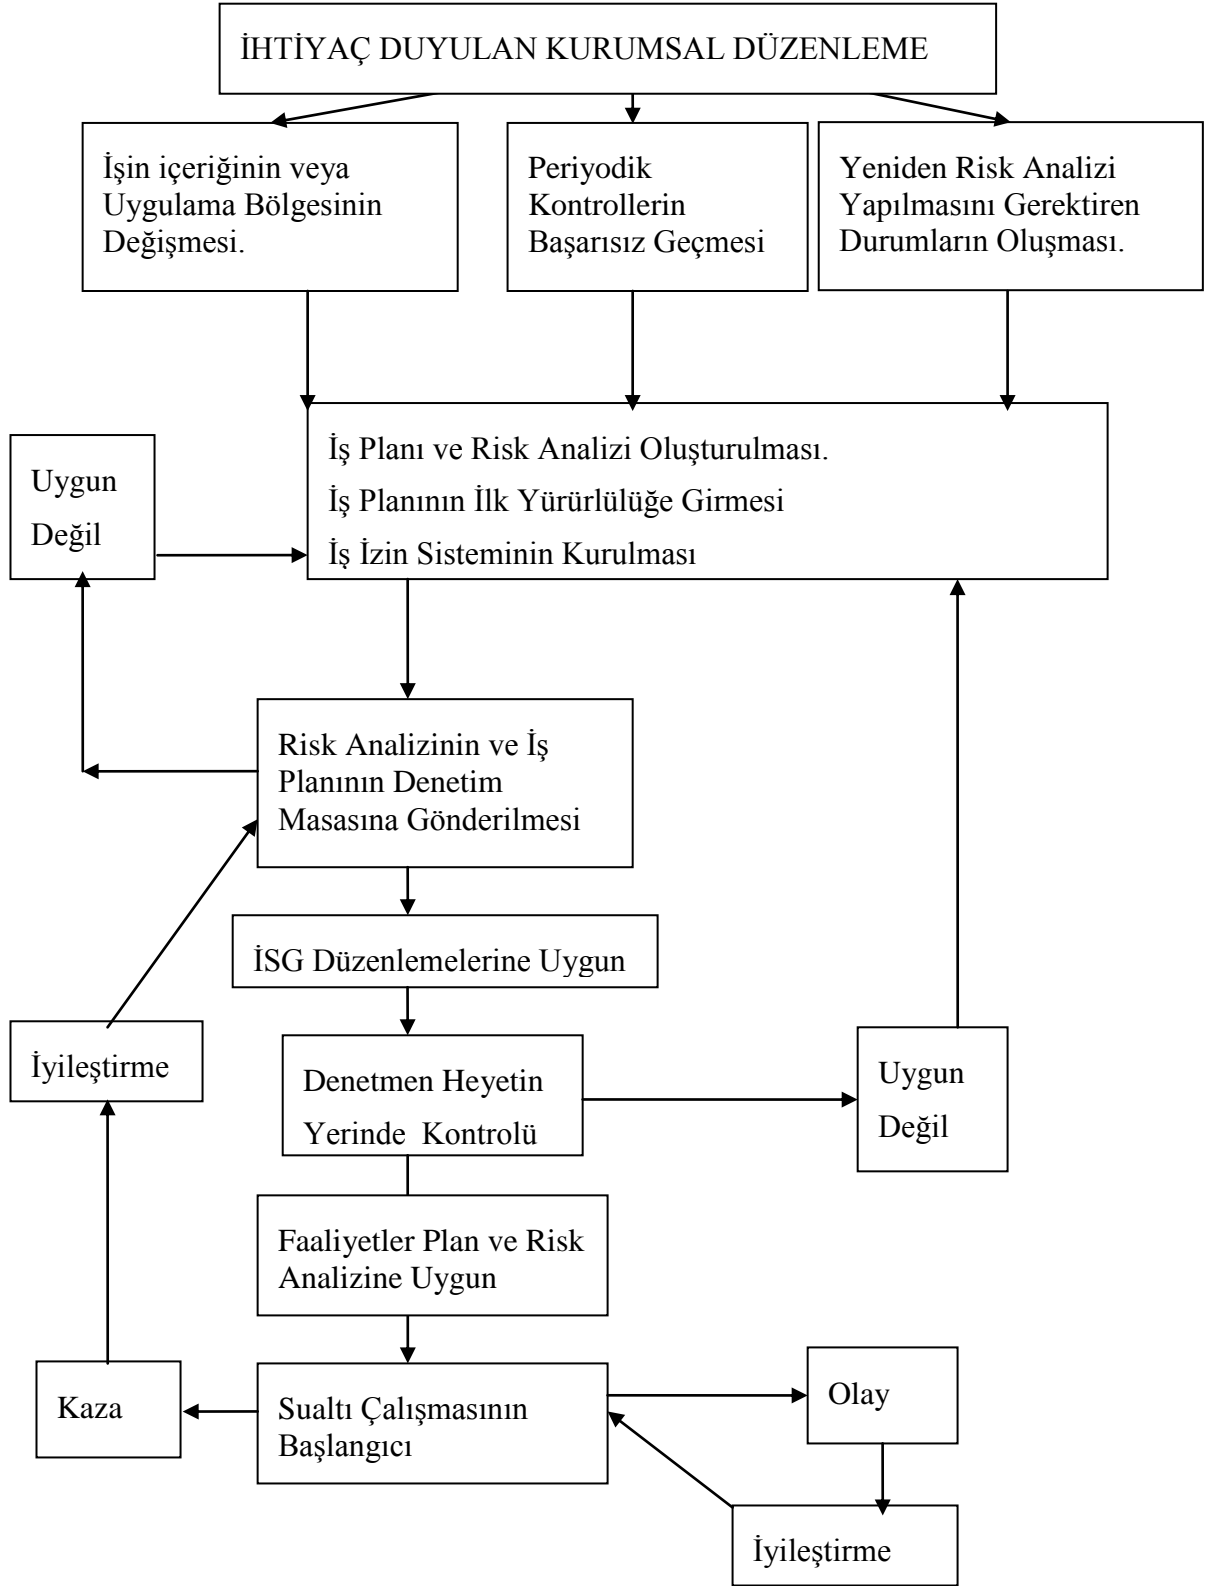 İHTİYAÇ DUYULAN KURUMSAL DÜZENLEME
İşin içeriğinin veya
Uygulama Bölgesinin
Değişmesi.
Periyodik
Kontrollerin
Başarısız Geçmesi
Yeniden Risk Analizi
Yapılmasını Gerektiren
Durumların Oluşması.
Uygun
Değil
İş Planı ve Risk Analizi Oluşturulması.
İş Planının İlk Yürürlülüğe Girmesi
İş İzin Sisteminin Kurulması
Risk Analizinin ve İş
Planının Denetim
Masasına Gönderilmesi
İSG Düzenlemelerine Uygun
İyileştirme
Denetmen Heyetin
Yerinde Kontrolü
Uygun
Değil
Faaliyetler Plan ve Risk
Analizine Uygun
Kaza
Sualtı Çalışmasının
Başlangıcı
Olay
İyileştirme